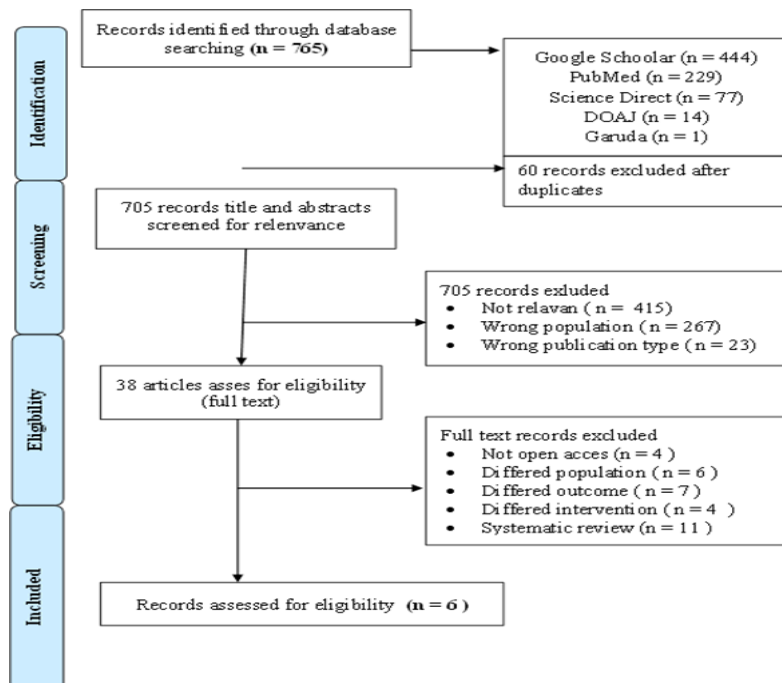 Records identified through database
searching (n = 765)
Google Schoolar (n = 444)
PubMed (n = 229)
Science Direct (n = 77)
DOAJ (n = 14)
Garuda (n = 1)
Identification
60 records excluded after
duplicates
705 records title and abstracts
screened for relenvance
Screening
705 records exluded
• Not relavan ( n = 415)
• Wrong population ( n = 267)
• Wrong publication type ( n = 23)
38 articles asses for eligibility
(full text)
Eligibility
Full text records excluded
• Not open acces (n = 4 )
• Differed population ( n = 6)
• Differed outcome ( n = 7)
• Differed intervention ( n = 4 )
• Systematic review ( n = 11 )
Included
Records assessed for eligibility (n = 6 )